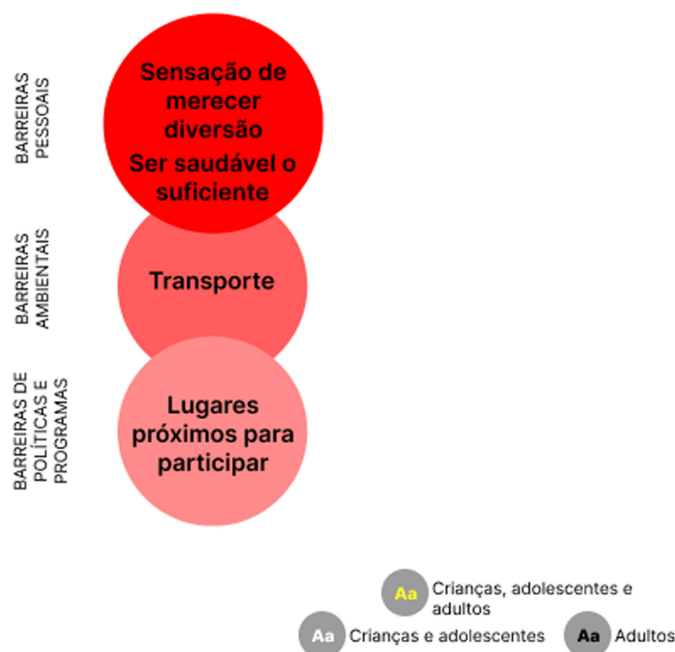 BARREIRAS
PESSOAIS
Sensação de
merecer
diversão
Ser saudável o
suficiente
BARREIRAS
AMBIENTAIS
Transporte
BARREIRAS DE
POLÍTICAS E
PROGRAMAS
Lugares
próximos para
participar
Aa Crianças, adolescentes e
adultos
Aa Crianças e adolescentes
Aa Adultos